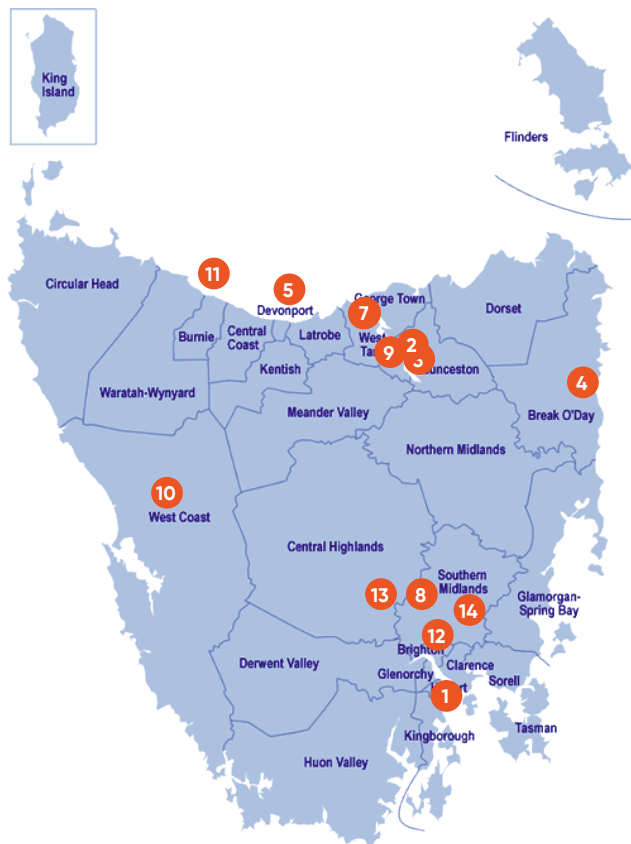 King
Island
Flinders
Circular Head
11
5
Devonport
George Town
7
Dorset
Burnie
Central
Coast
Latrobe
West
9
2
3
Kentish
4
Waratah-Wynyard
Meander Valley
Break O'Day
Northern Midlands
10
West Coast
Central Highlands
Southern
Midlands
13
8
14
Glamorgan-
Spring Bay
12
Brighton
Derwent Valley
Glenorchy
Clarence
Sorell
1
Tasman
Kingborough
Huon Valley